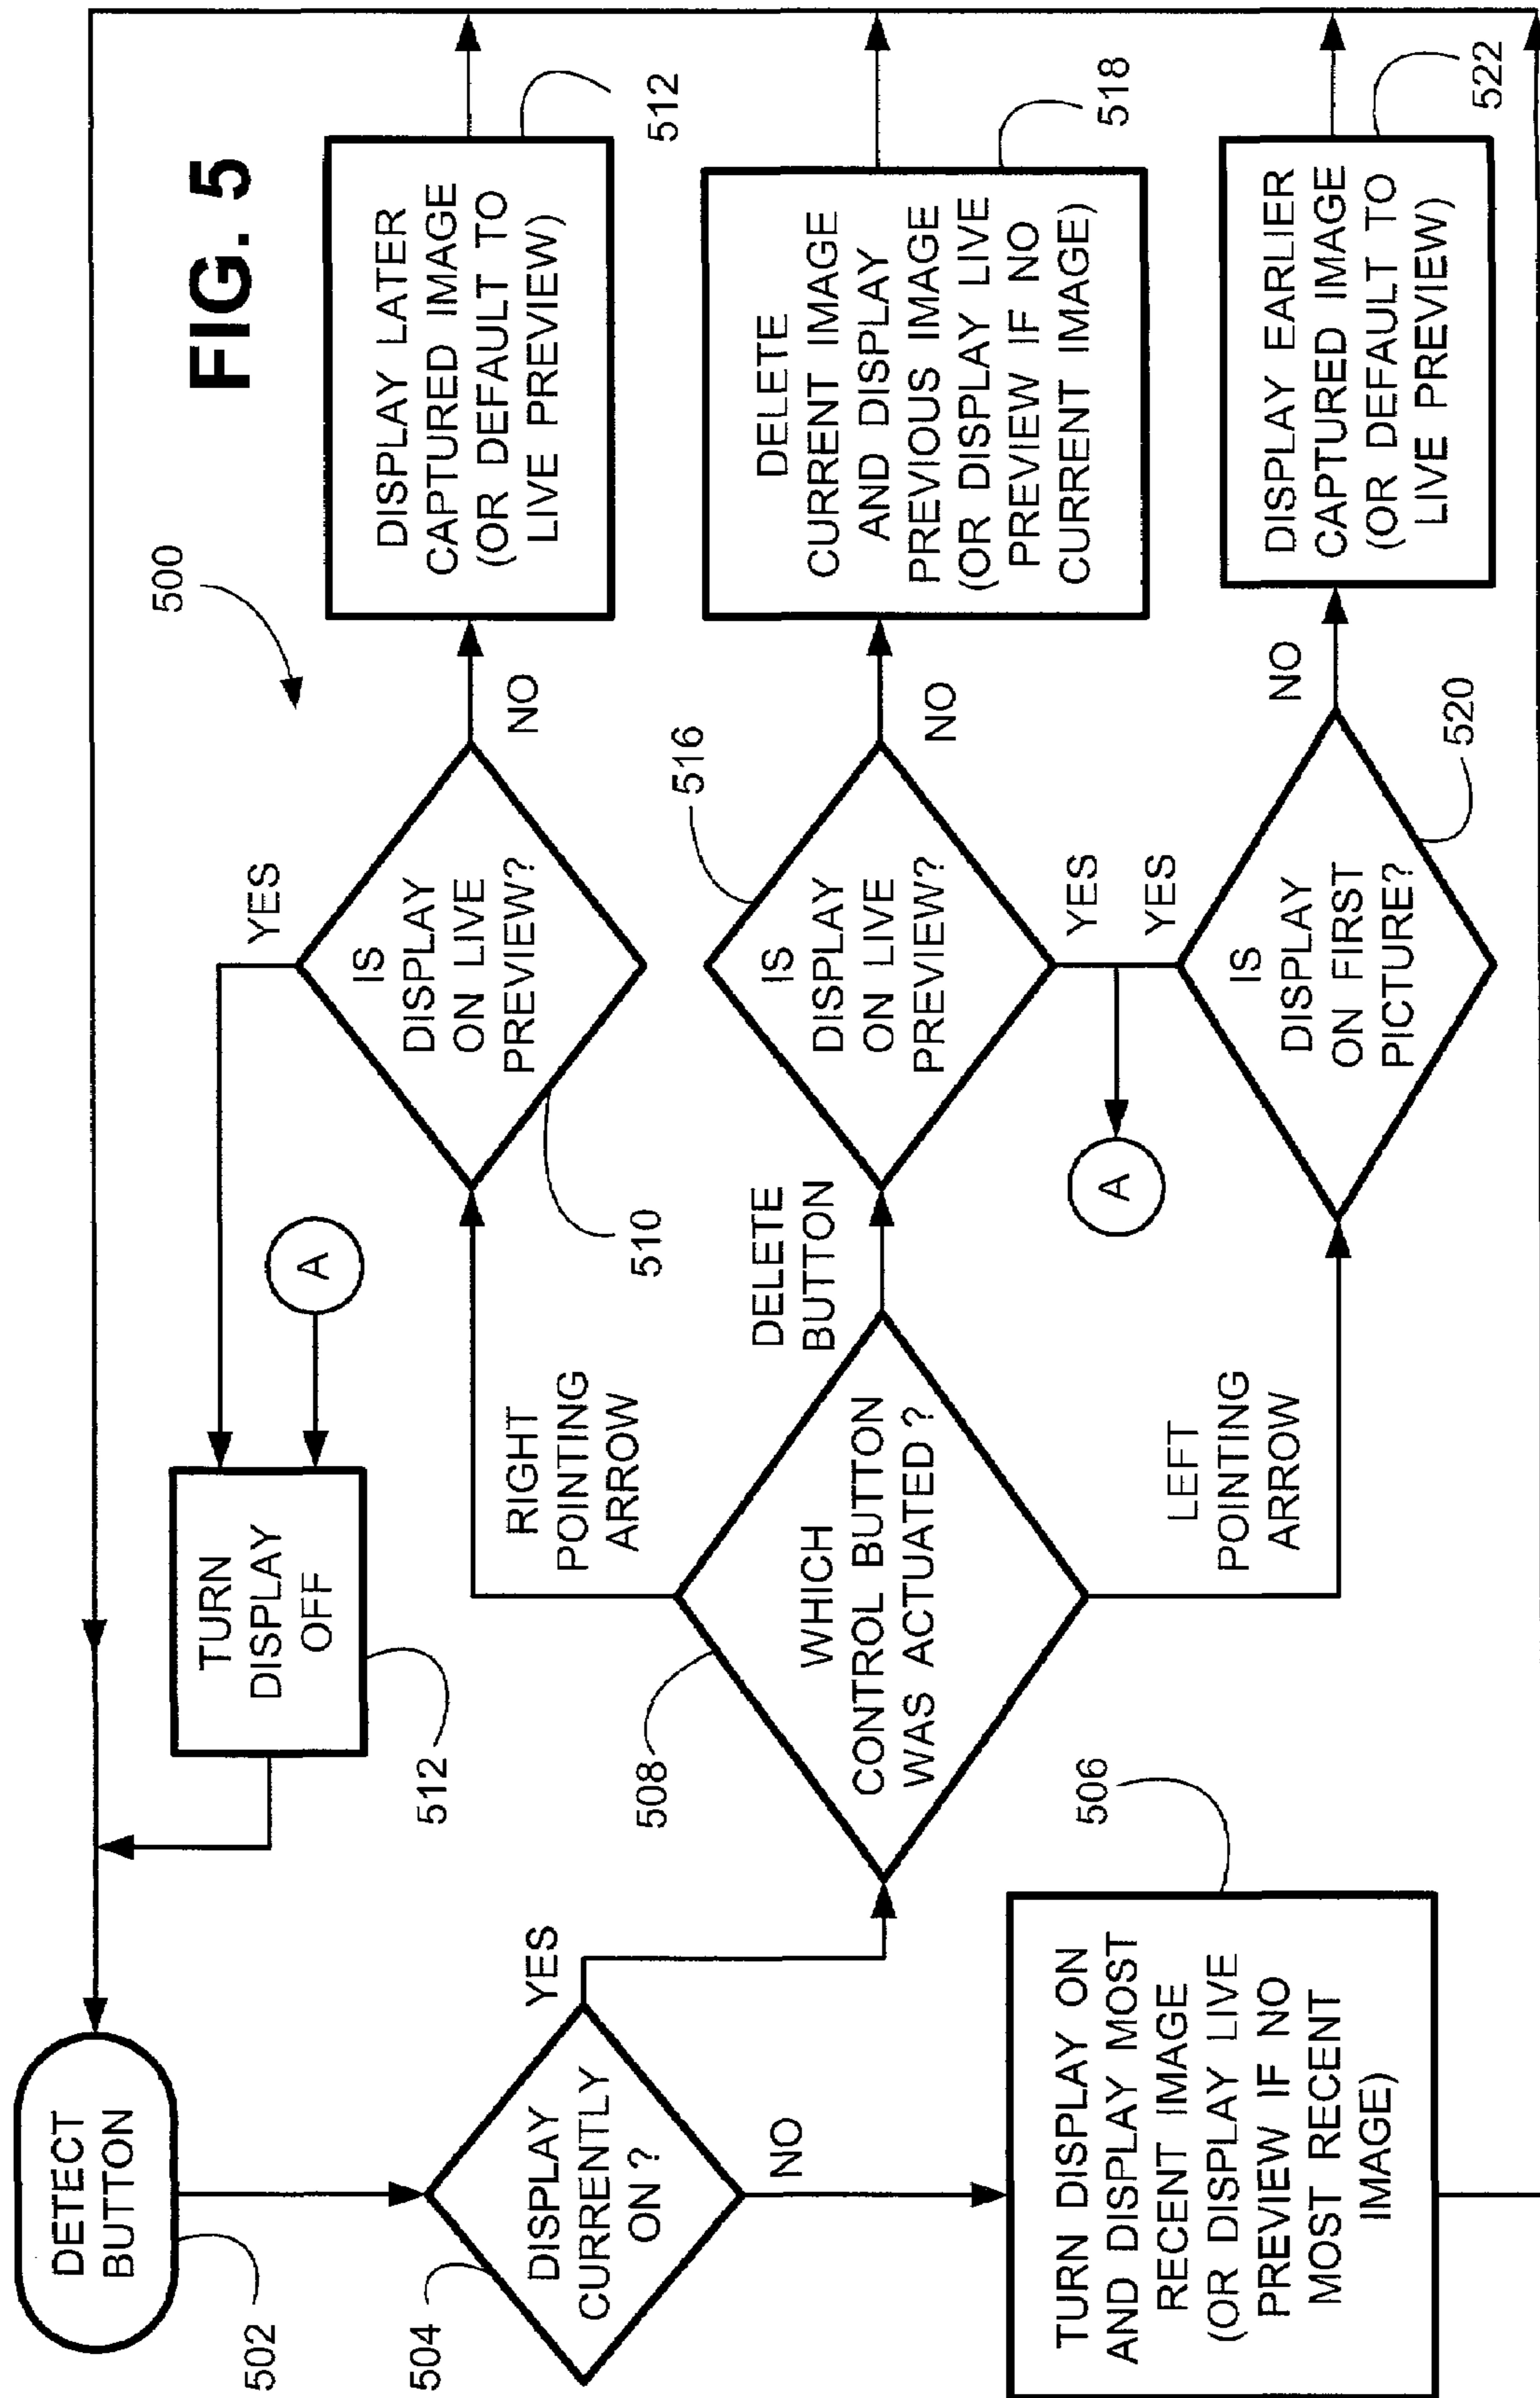 FIG. 5
500
DETECT
BUTTON
502
DISPLAY
CURRENTLY
ON ?
504
YES
NO
TURN DISPLAY ON
AND DISPLAY MOST
RECENT IMAGE
(OR DISPLAY LIVE
PREVIEW IF NO
MOST RECENT
IMAGE)
506
TURN
DISPLAY
OFF
512
A
WHICH
CONTROL BUTTON
WAS ACTUATED ?
508
RIGHT
POINTING
ARROW
DELETE
BUTTON
LEFT
POINTING
ARROW
IS
DISPLAY
ON LIVE
PREVIEW?
510
YES
NO
DISPLAY LATER
CAPTURED IMAGE
(OR DEFAULT TO
LIVE PREVIEW)
512
IS
DISPLAY
ON LIVE
PREVIEW?
516
YES
NO
DELETE
CURRENT IMAGE
AND DISPLAY
PREVIOUS IMAGE
(OR DISPLAY LIVE
PREVIEW IF NO
CURRENT IMAGE)
518
A
YES
IS
DISPLAY
ON FIRST
PICTURE?
520
NO
DISPLAY EARLIER
CAPTURED IMAGE
(OR DEFAULT TO
LIVE PREVIEW)
522